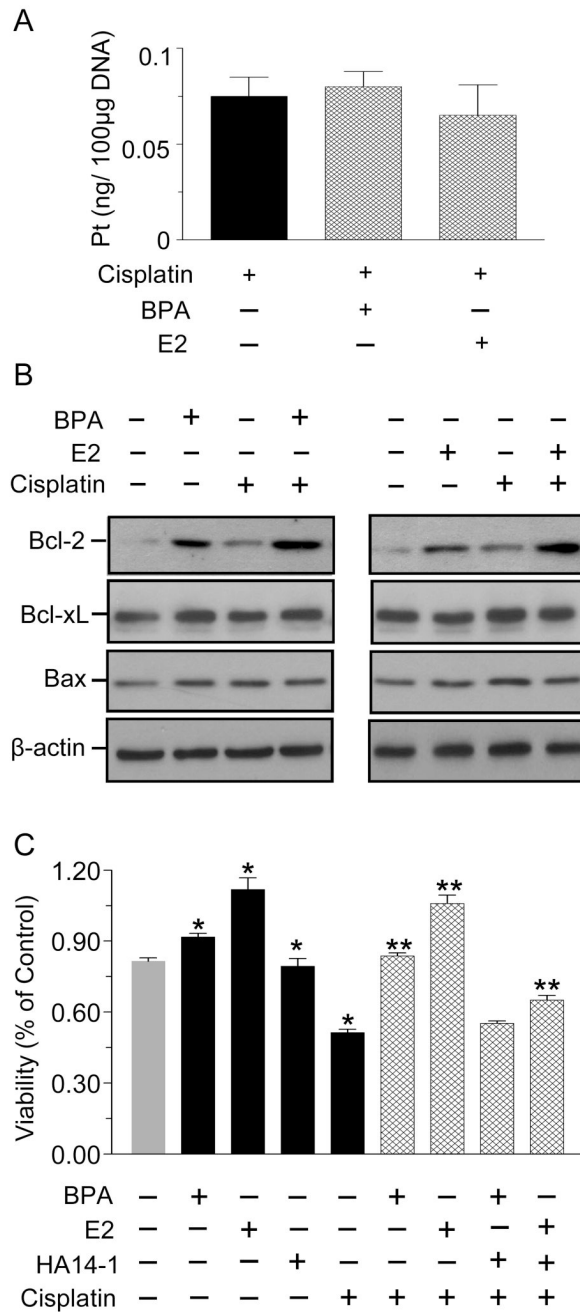 A
Pt (ng/ 100µg DNA)
0.1
0.05
0
Cisplatin + + +
BPA – + –
E2 – – +
B
BPA – + – + – – – –
E2 – – – – – + – +
Cisplatin – – + + – – + +
Bcl-2
Bcl-xL
Bax
β-actin
C
Viability (% of Control)
1.20
0.90
0.60
0.30
0.00
* * * * ** ** **
BPA – + – – – + – + –
E2 – – + – – – + – +
HA14-1 – – – + – – – + +
Cisplatin – – – – + + + + +